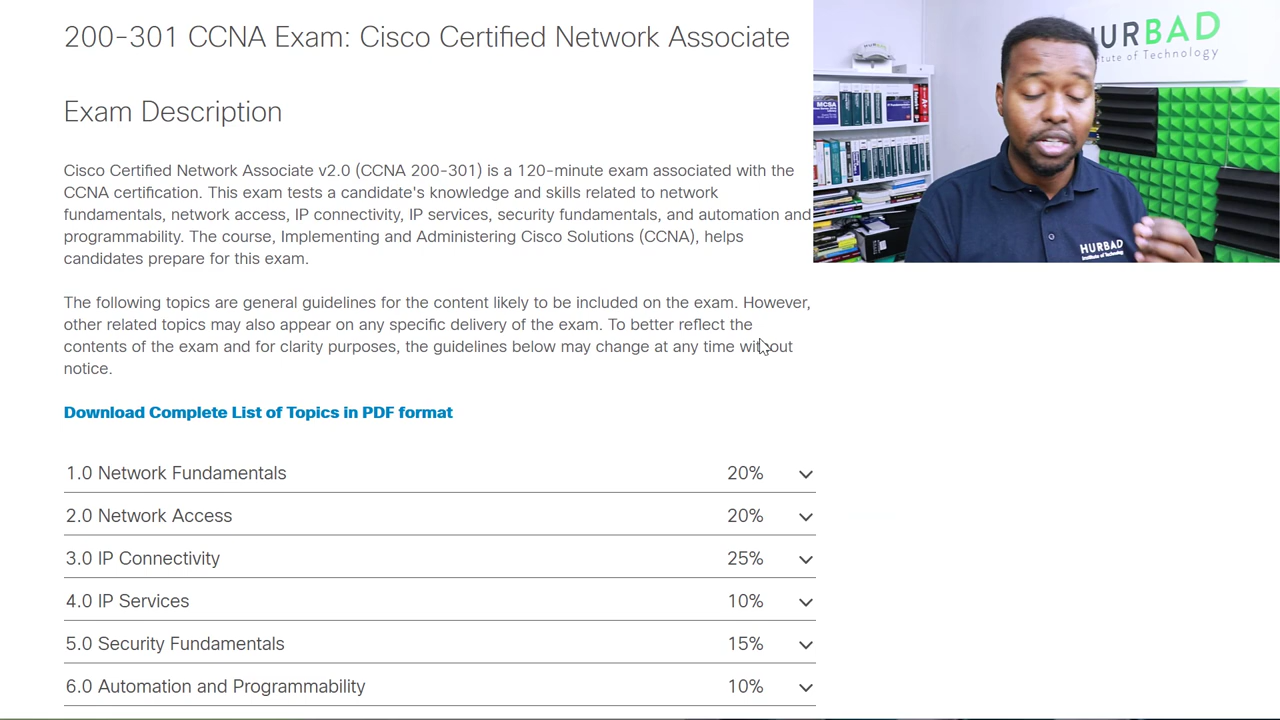 200-301 CCNA Exam: Cisco Certified Network Associate
Exam Description
Cisco Certified Network Associate v2.0 (CCNA 200-301) is a 120-minute exam associated with the
CCNA certification. This exam tests a candidate's knowledge and skills related to network
fundamentals, network access, IP connectivity, IP services, security fundamentals, and automation and
programmability. The course, Implementing and Administering Cisco Solutions (CCNA), helps
candidates prepare for this exam.
The following topics are general guidelines for the content likely to be included on the exam. However,
other related topics may also appear on any specific delivery of the exam. To better reflect the
contents of the exam and for clarity purposes, the guidelines below may change at any time without
notice.
Download Complete List of Topics in PDF format
1.0 Network Fundamentals 20%
2.0 Network Access 20%
3.0 IP Connectivity 25%
4.0 IP Services 10%
5.0 Security Fundamentals 15%
6.0 Automation and Programmability 10%
HURBAD
of Technology
HURBAD
Institute of Technology
HURBAD
MCSA
A+